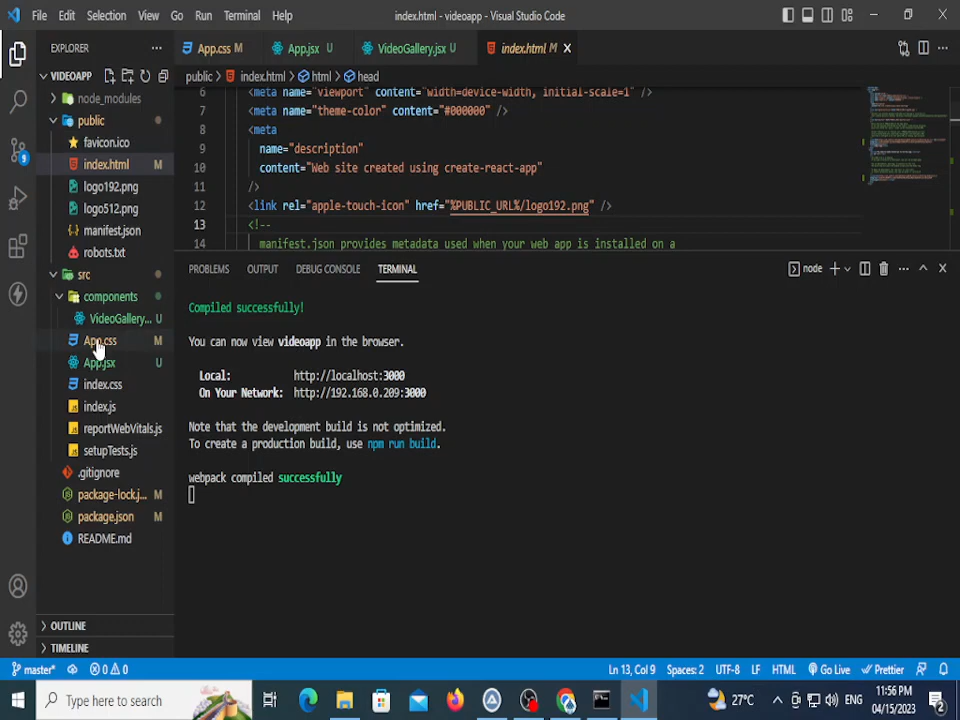 File Edit Selection View Go Run Terminal Help index.html - videoapp - Visual Studio Code
EXPLORER
App.css M App.jsx U VideoGallery.jsx U index.html M
VIDEOAPP
public > index.html > html > head
node_modules
public
favicon.ico
index.html M
logo192.png
logo512.png
manifest.json
robots.txt
src
components
VideoGallery... U
App.css M
App.jsx U
index.css
index.js
reportWebVitals.js
setupTests.js
.gitignore
package-lock.j... M
package.json M
README.md
OUTLINE
TIMELINE
6 <meta name="viewport" content="width=device-width, initial-scale=1" />
7 <meta name="theme-color" content="#000000" />
8 <meta
9 name="description"
10 content="Web site created using create-react-app"
11 />
12 <link rel="apple-touch-icon" href="%PUBLIC_URL%/logo192.png" />
13 <!--
14 manifest.json provides metadata used when your web app is installed on a
PROBLEMS OUTPUT DEBUG CONSOLE TERMINAL node
Compiled successfully!
You can now view videoapp in the browser.
Local: http://localhost:3000
On Your Network: http://192.168.0.209:3000
Note that the development build is not optimized.
To create a production build, use npm run build.
webpack compiled successfully
master* 0 0 Ln 13, Col 9 Spaces: 2 UTF-8 LF HTML Go Live Prettier
9
Type here to search 27°C ENG 11:56 PM
04/15/2023
2